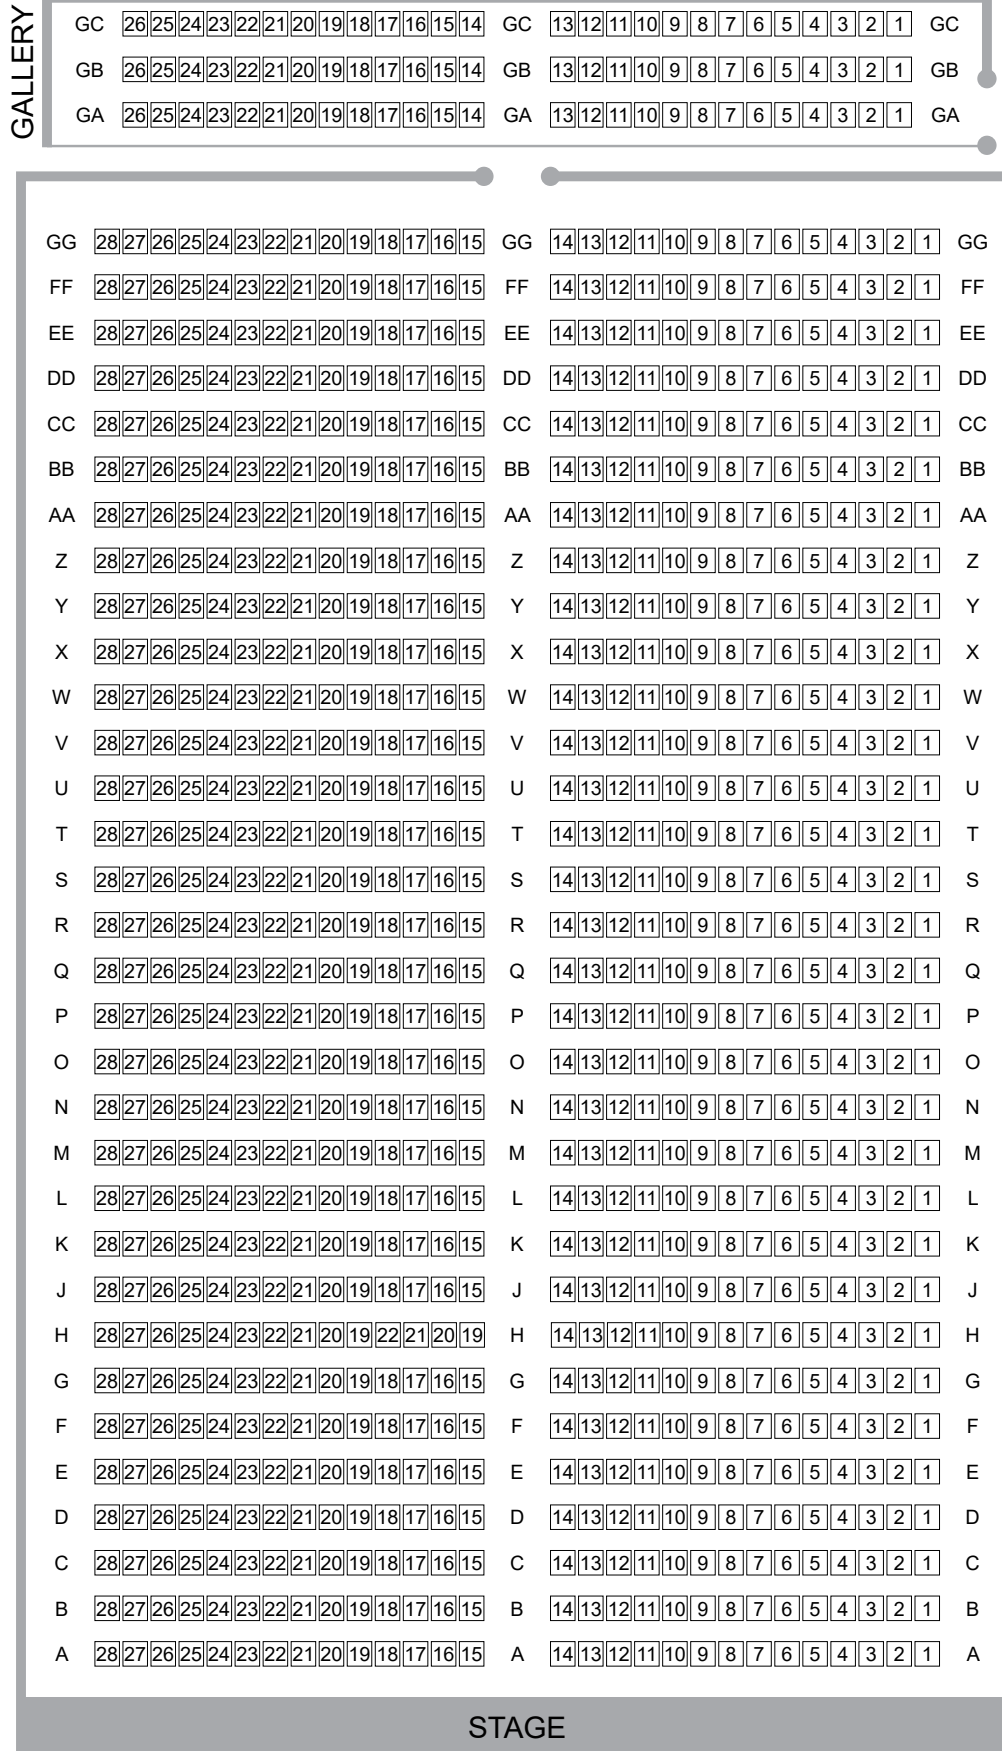 GALLERY
GC 26 25 24 23 22 21 20 19 18 17 16 15 14 GC 13 12 11 10 9 8 7 6 5 4 3 2 1 GC
GB 26 25 24 23 22 21 20 19 18 17 16 15 14 GB 13 12 11 10 9 8 7 6 5 4 3 2 1 GB
GA 26 25 24 23 22 21 20 19 18 17 16 15 14 GA 13 12 11 10 9 8 7 6 5 4 3 2 1 GA
GG 28 27 26 25 24 23 22 21 20 19 18 17 16 15 GG 14 13 12 11 10 9 8 7 6 5 4 3 2 1 GG
FF 28 27 26 25 24 23 22 21 20 19 18 17 16 15 FF 14 13 12 11 10 9 8 7 6 5 4 3 2 1 FF
EE 28 27 26 25 24 23 22 21 20 19 18 17 16 15 EE 14 13 12 11 10 9 8 7 6 5 4 3 2 1 EE
DD 28 27 26 25 24 23 22 21 20 19 18 17 16 15 DD 14 13 12 11 10 9 8 7 6 5 4 3 2 1 DD
CC 28 27 26 25 24 23 22 21 20 19 18 17 16 15 CC 14 13 12 11 10 9 8 7 6 5 4 3 2 1 CC
BB 28 27 26 25 24 23 22 21 20 19 18 17 16 15 BB 14 13 12 11 10 9 8 7 6 5 4 3 2 1 BB
AA 28 27 26 25 24 23 22 21 20 19 18 17 16 15 AA 14 13 12 11 10 9 8 7 6 5 4 3 2 1 AA
Z 28 27 26 25 24 23 22 21 20 19 18 17 16 15 Z 14 13 12 11 10 9 8 7 6 5 4 3 2 1 Z
Y 28 27 26 25 24 23 22 21 20 19 18 17 16 15 Y 14 13 12 11 10 9 8 7 6 5 4 3 2 1 Y
X 28 27 26 25 24 23 22 21 20 19 18 17 16 15 X 14 13 12 11 10 9 8 7 6 5 4 3 2 1 X
W 28 27 26 25 24 23 22 21 20 19 18 17 16 15 W 14 13 12 11 10 9 8 7 6 5 4 3 2 1 W
V 28 27 26 25 24 23 22 21 20 19 18 17 16 15 V 14 13 12 11 10 9 8 7 6 5 4 3 2 1 V
U 28 27 26 25 24 23 22 21 20 19 18 17 16 15 U 14 13 12 11 10 9 8 7 6 5 4 3 2 1 U
T 28 27 26 25 24 23 22 21 20 19 18 17 16 15 T 14 13 12 11 10 9 8 7 6 5 4 3 2 1 T
S 28 27 26 25 24 23 22 21 20 19 18 17 16 15 S 14 13 12 11 10 9 8 7 6 5 4 3 2 1 S
R 28 27 26 25 24 23 22 21 20 19 18 17 16 15 R 14 13 12 11 10 9 8 7 6 5 4 3 2 1 R
Q 28 27 26 25 24 23 22 21 20 19 18 17 16 15 Q 14 13 12 11 10 9 8 7 6 5 4 3 2 1 Q
P 28 27 26 25 24 23 22 21 20 19 18 17 16 15 P 14 13 12 11 10 9 8 7 6 5 4 3 2 1 P
O 28 27 26 25 24 23 22 21 20 19 18 17 16 15 O 14 13 12 11 10 9 8 7 6 5 4 3 2 1 O
N 28 27 26 25 24 23 22 21 20 19 18 17 16 15 N 14 13 12 11 10 9 8 7 6 5 4 3 2 1 N
M 28 27 26 25 24 23 22 21 20 19 18 17 16 15 M 14 13 12 11 10 9 8 7 6 5 4 3 2 1 M
L 28 27 26 25 24 23 22 21 20 19 18 17 16 15 L 14 13 12 11 10 9 8 7 6 5 4 3 2 1 L
K 28 27 26 25 24 23 22 21 20 19 18 17 16 15 K 14 13 12 11 10 9 8 7 6 5 4 3 2 1 K
J 28 27 26 25 24 23 22 21 20 19 18 17 16 15 J 14 13 12 11 10 9 8 7 6 5 4 3 2 1 J
H 28 27 26 25 24 23 22 21 20 19 22 21 20 19 H 14 13 12 11 10 9 8 7 6 5 4 3 2 1 H
G 28 27 26 25 24 23 22 21 20 19 18 17 16 15 G 14 13 12 11 10 9 8 7 6 5 4 3 2 1 G
F 28 27 26 25 24 23 22 21 20 19 18 17 16 15 F 14 13 12 11 10 9 8 7 6 5 4 3 2 1 F
E 28 27 26 25 24 23 22 21 20 19 18 17 16 15 E 14 13 12 11 10 9 8 7 6 5 4 3 2 1 E
D 28 27 26 25 24 23 22 21 20 19 18 17 16 15 D 14 13 12 11 10 9 8 7 6 5 4 3 2 1 D
C 28 27 26 25 24 23 22 21 20 19 18 17 16 15 C 14 13 12 11 10 9 8 7 6 5 4 3 2 1 C
B 28 27 26 25 24 23 22 21 20 19 18 17 16 15 B 14 13 12 11 10 9 8 7 6 5 4 3 2 1 B
A 28 27 26 25 24 23 22 21 20 19 18 17 16 15 A 14 13 12 11 10 9 8 7 6 5 4 3 2 1 A
STAGE